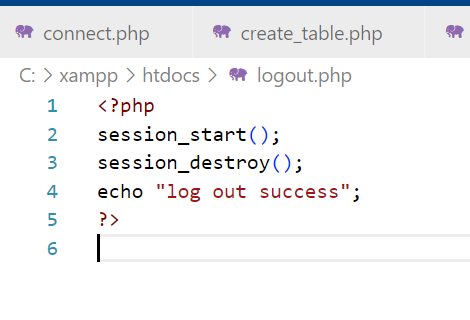 connect.php create_table.php
C: > xampp > htdocs > logout.php
1 <?php
2 session_start();
3 session_destroy();
4 echo "log out success";
5 ?>
6